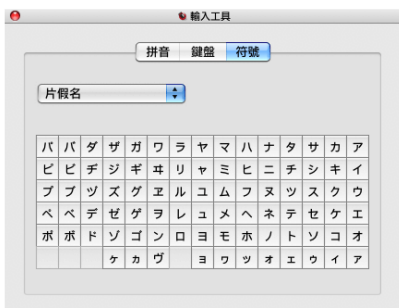 輸入工具
拼音 鍵盤 符號
片假名
パ バ ダ ザ ガ ワ ラ ヤ マ ハ ナ タ サ カ ア
ピ ビ ヂ ジ ギ ヰ リ ャ ミ ヒ ニ チ シ キ イ
プ ブ ヅ ズ グ ヱ ル ユ ム フ ヌ ツ ス ク ウ
ペ ベ デ ゼ ゲ ヲ レ ュ メ ヘ ネ テ セ ケ エ
ポ ボ ド ゾ ゴ ン ロ ヨ モ ホ ノ ト ソ コ オ
ヶ ヵ ヴ ョ ヮ ッ ォ ェ ゥ ィ ァ